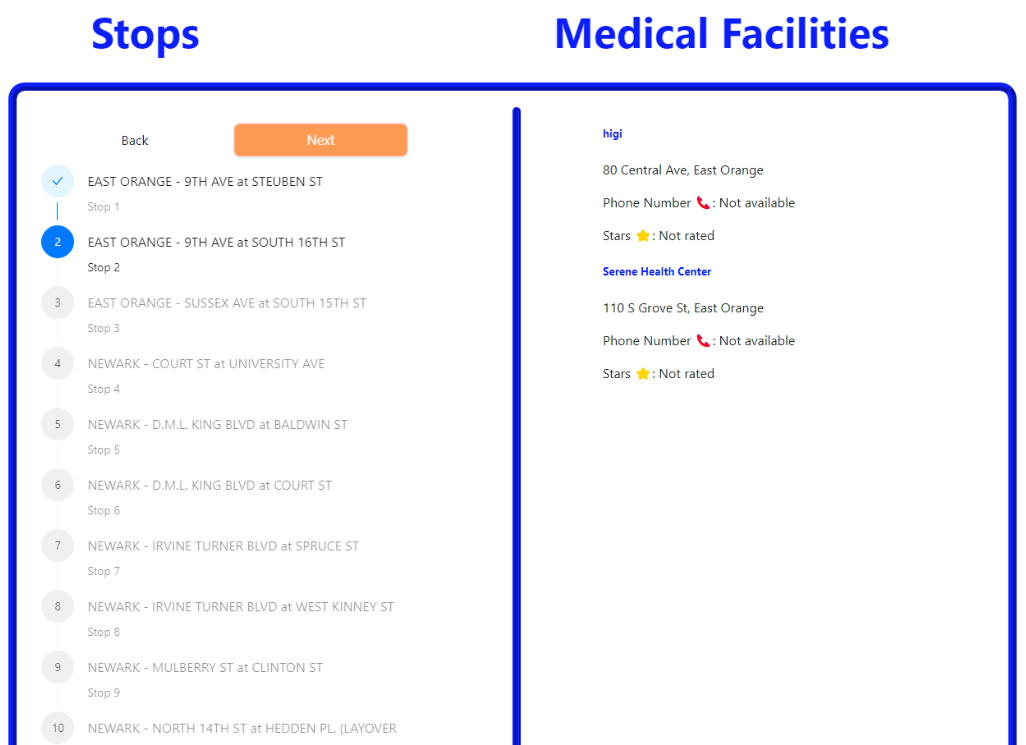 Stops
Medical Facilities
Back
Next
EAST ORANGE - 9TH AVE at STEUBEN ST
Stop 1
2
EAST ORANGE - 9TH AVE at SOUTH 16TH ST
Stop 2
3
EAST ORANGE - SUSSEX AVE at SOUTH 15TH ST
Stop 3
4
NEWARK - COURT ST at UNIVERSITY AVE
Stop 4
5
NEWARK - D.M.L. KING BLVD at BALDWIN ST
Stop 5
6
NEWARK - D.M.L. KING BLVD at COURT ST
Stop 6
7
NEWARK - IRVINE TURNER BLVD at SPRUCE ST
Stop 7
8
NEWARK - IRVINE TURNER BLVD at WEST KINNEY ST
Stop 8
9
NEWARK - MULBERRY ST at CLINTON ST
Stop 9
10
NEWARK - NORTH 14TH ST at HEDDEN PL. (LAYOVER
higi
80 Central Ave, East Orange
Phone Number 📞: Not available
Stars ⭐: Not rated
Serene Health Center
110 S Grove St, East Orange
Phone Number 📞: Not available
Stars ⭐: Not rated